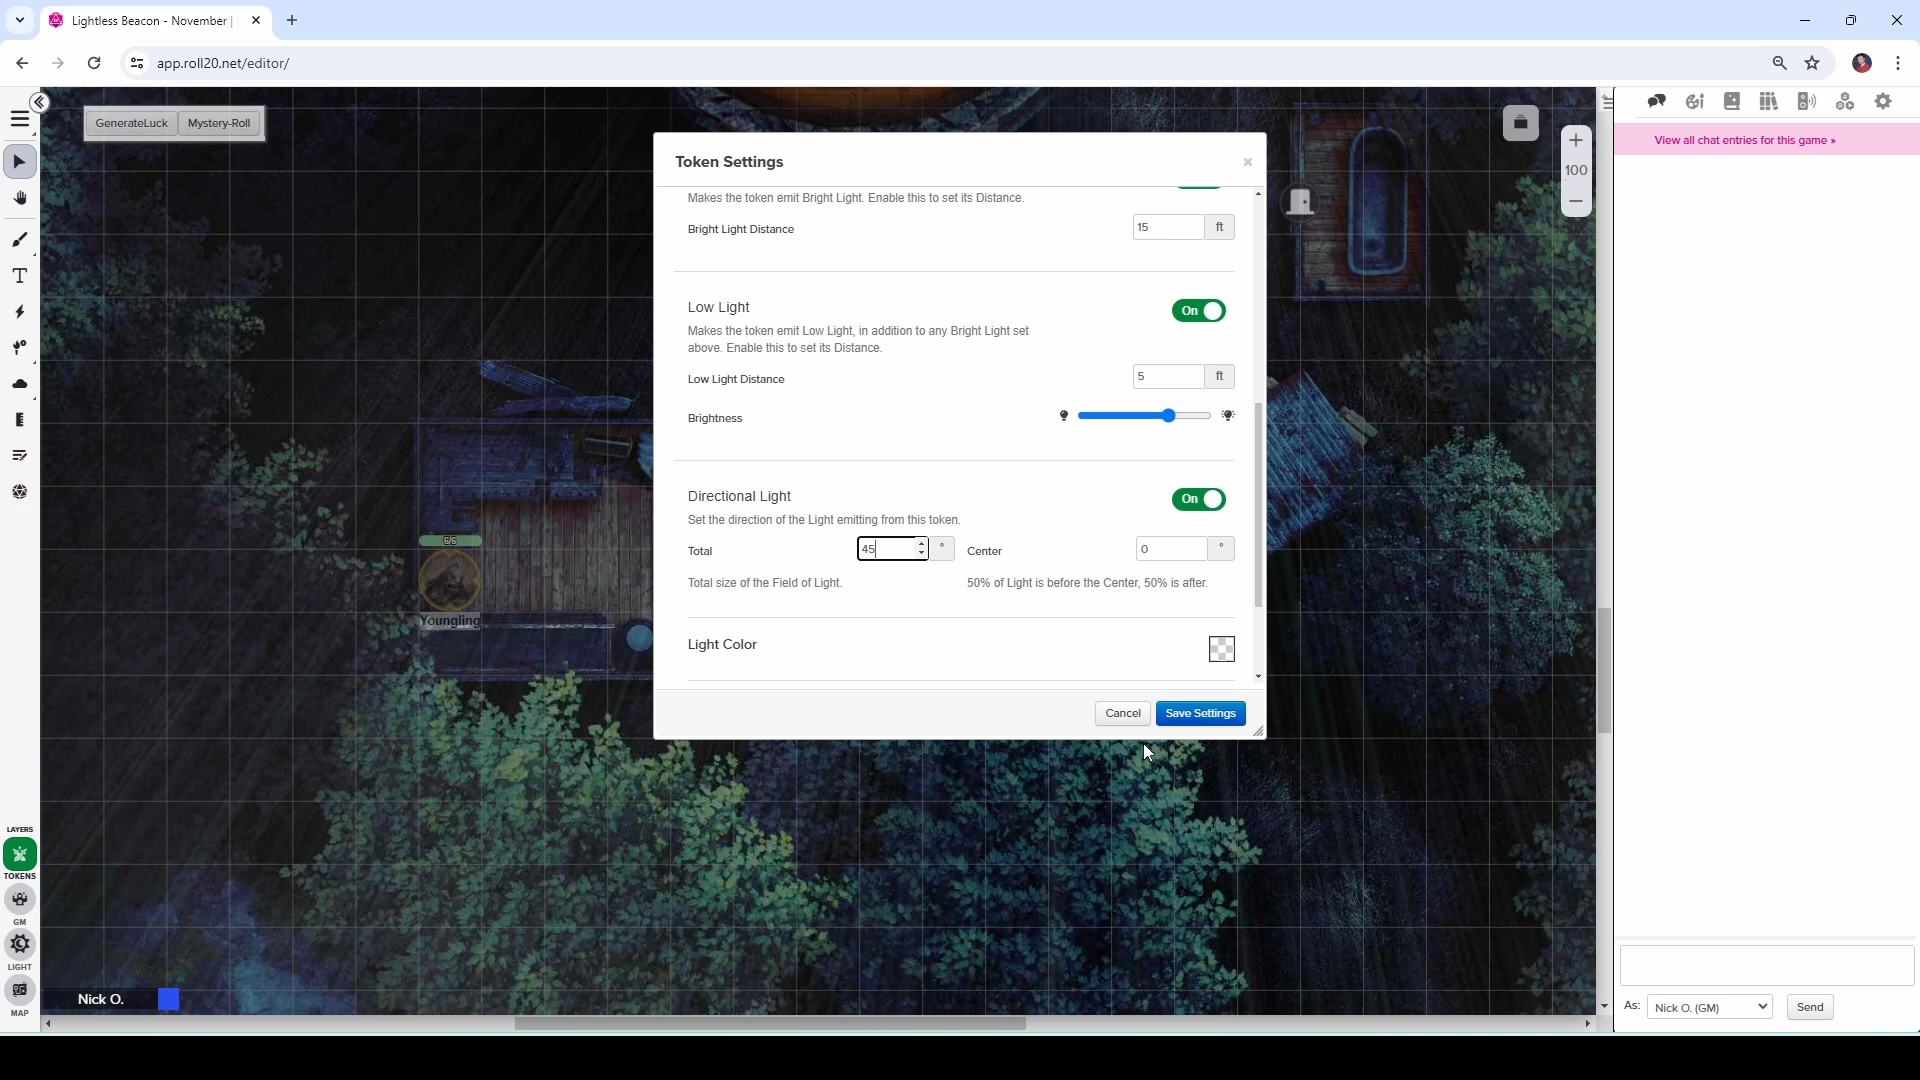 Lightless Beacon - November |
app.roll20.net/editor/
GenerateLuck
Mystery-Roll
View all chat entries for this game »
100
Token Settings
Makes the token emit Bright Light. Enable this to set its Distance.
Bright Light Distance
15
ft
Low Light
On
Makes the token emit Low Light, in addition to any Bright Light set
above. Enable this to set its Distance.
Low Light Distance
5
ft
Brightness
Directional Light
On
Set the direction of the Light emitting from this token.
Total
45
°
Center
0
°
Total size of the Field of Light.
50% of Light is before the Center, 50% is after.
Light Color
Cancel
Save Settings
6/6
Youngling
LAYERS
TOKENS
GM
LIGHT
MAP
Nick O.
As:
Nick O. (GM)
Send